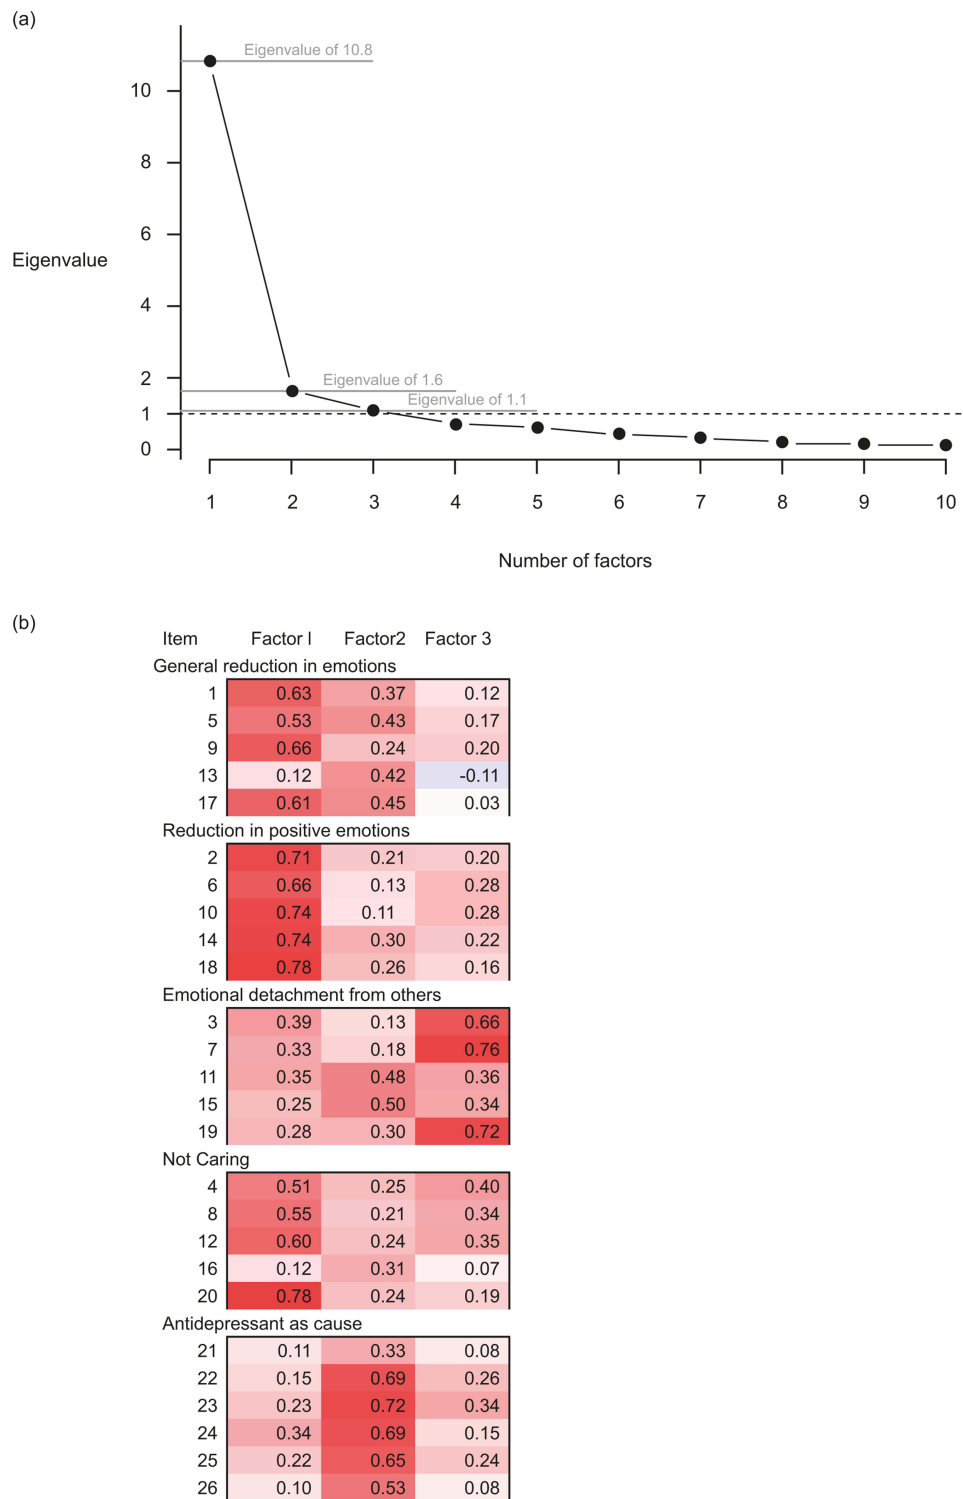 (a)
Eigenvalue of 10.8
10
8
6
Eigenvalue
4
2
Eigenvalue of 1.6
Eigenvalue of 1.1
1
0
1 2 3 4 5 6 7 8 9 10
Number of factors
(b)
Item Factor I Factor2 Factor 3
General reduction in emotions
1 0.63 0.37 0.12
5 0.53 0.43 0.17
9 0.66 0.24 0.20
13 0.12 0.42 -0.11
17 0.61 0.45 0.03
Reduction in positive emotions
2 0.71 0.21 0.20
6 0.66 0.13 0.28
10 0.74 0.11 0.28
14 0.74 0.30 0.22
18 0.78 0.26 0.16
Emotional detachment from others
3 0.39 0.13 0.66
7 0.33 0.18 0.76
11 0.35 0.48 0.36
15 0.25 0.50 0.34
19 0.28 0.30 0.72
Not Caring
4 0.51 0.25 0.40
8 0.55 0.21 0.34
12 0.60 0.24 0.35
16 0.12 0.31 0.07
20 0.78 0.24 0.19
Antidepressant as cause
21 0.11 0.33 0.08
22 0.15 0.69 0.26
23 0.23 0.72 0.34
24 0.34 0.69 0.15
25 0.22 0.65 0.24
26 0.10 0.53 0.08